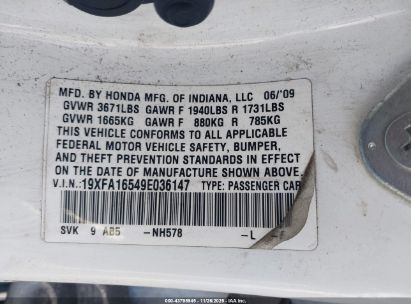 MFD. BY HONDA MFG. OF INDIANA, LLC 06/'09
GVWR 3671LBS GAWR F 1940LBS R 1731LBS
GVWR 1665KG GAWR F 880KG R 785KG
THIS VEHICLE CONFORMS TO ALL APPLICABLE
FEDERAL MOTOR VEHICLE SAFETY, BUMPER,
AND THEFT PREVENTION STANDARDS IN EFFECT
ON THE DATE OF MANUFACTURE SHOWN ABOVE.
V.I.N.:19XFA16549E036147 TYPE: PASSENGER CAR
SVK 9 AB5 -NH578 -L